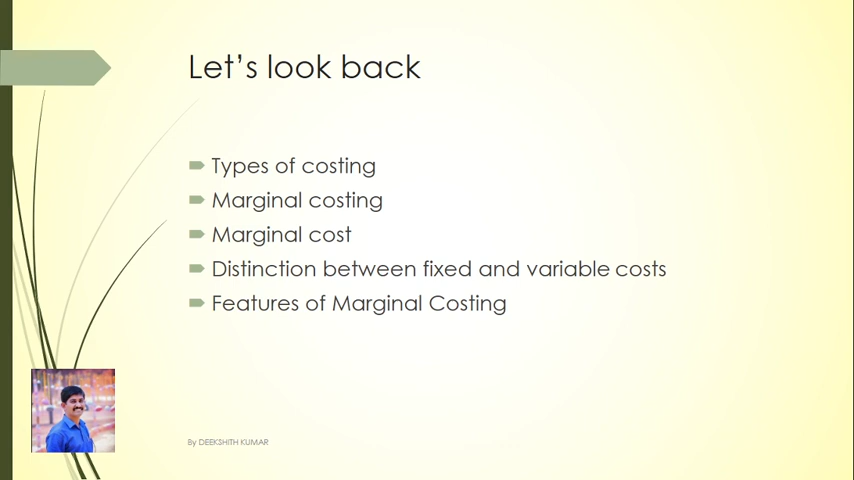 Let’s look back
Types of costing
Marginal costing
Marginal cost
Distinction between fixed and variable costs
Features of Marginal Costing
By DEEKSHITH KUMAR